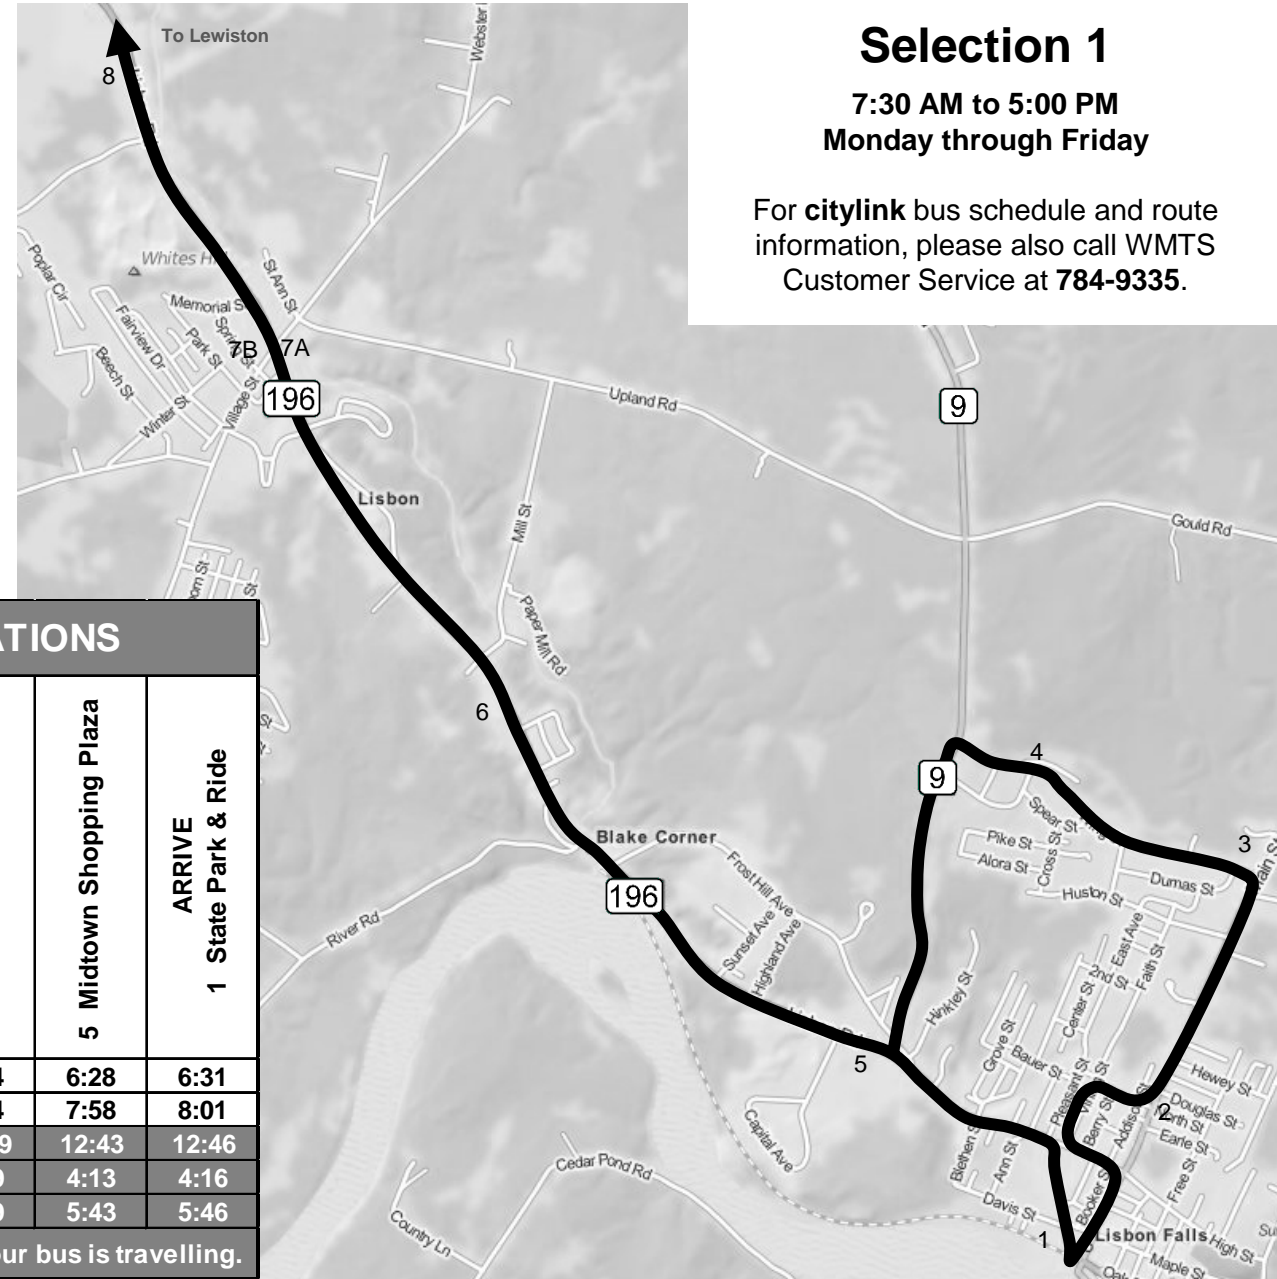 To Lewiston
8
Webster
Selection 1
7:30 AM to 5:00 PM
Monday through Friday
For citylink bus schedule and route
information, please also call WMTS
Customer Service at 784-9335.
Poplar Cir
Whites
St Ann St
Memorial S
Fairview Dr
Park St
7B
7A
Beech St
196
Winter St
Village St
Upland Rd
9
Lisbon
Mill St
Gould Rd
St
Paper Mill Rd
ATIONS
6
St
5 Midtown Shopping Plaza
ARRIVE
1 State Park & Ride
4 6:28 6:31
4 7:58 8:01
9 12:43 12:46
0 4:13 4:16
0 5:43 5:46
our bus is travelling.
4
9
Spear St
Pike St
Alora St
Cross St
3
Dumas St
Huston St
Blake Corner
196
Frost Hill Ave
Sunset Ave
Highland Ave
River Rd
East Ave
Faith St
2nd St
Center St
Hinkley St
Grove St
Bauer St
5
Pleasant St
Hewey St
Berry St
Addison St
2
Douglas St
Earle St
Capital Ave
Blethen S
Ann St
Free St
Cedar Pond Rd
Davis St
Booker S
Country Ln
1
Lisbon Falls
High St
Su
Maple St